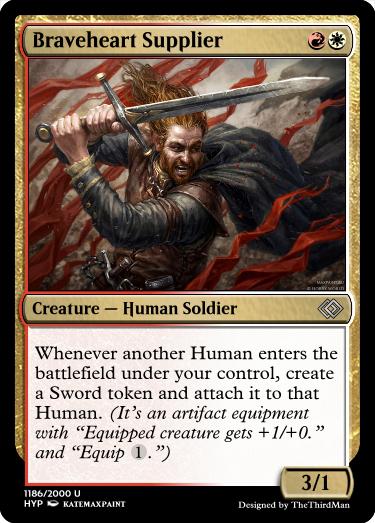 Braveheart Supplier
Creature — Human Soldier
Whenever another Human enters the
battlefield under your control, create
a Sword token and attach it to that
Human. (It's an artifact equipment
with "Equipped creature gets +1/+0."
and "Equip 1.")
3/1
1186/2000 U
HYP KATEMAXPAINT
Designed by TheThirdMan